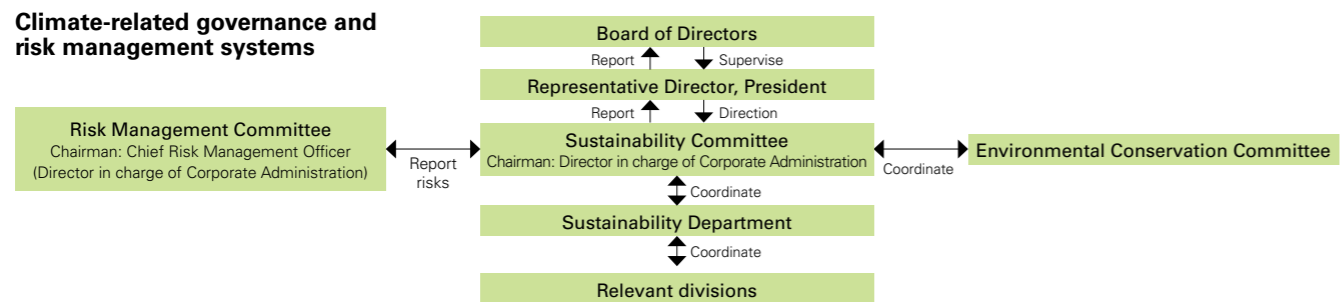 Climate-related governance and
risk management systems
Board of Directors
Report
Supervise
Representative Director, President
Report
Direction
Risk Management Committee
Chairman: Chief Risk Management Officer
(Director in charge of Corporate Administration)
Report
risks
Sustainability Committee
Chairman: Director in charge of Corporate Administration
Coordinate
Environmental Conservation Committee
Coordinate
Sustainability Department
Coordinate
Relevant divisions